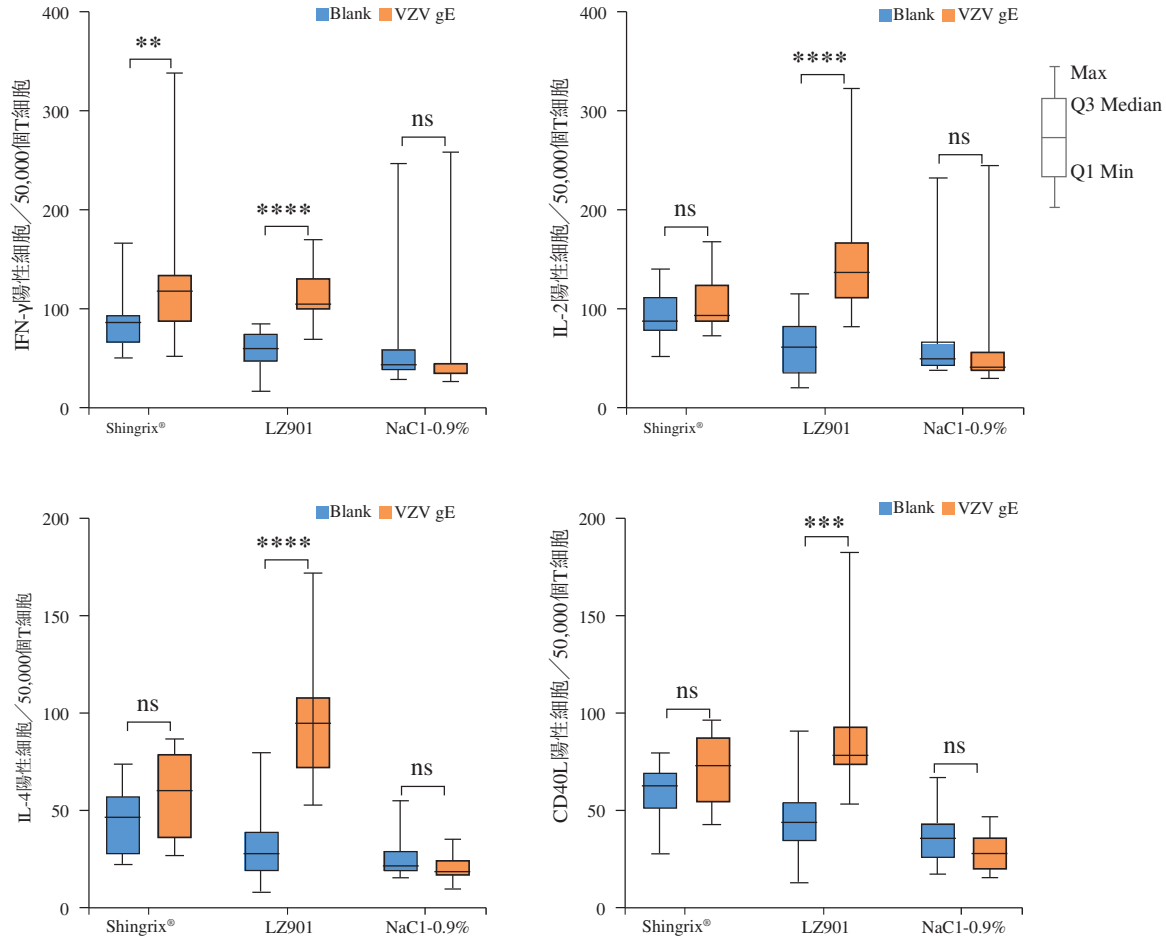 Blank VZV gE
400
300
200
100
0
IFN-γ陽性細胞／50,000個T細胞
**
****
ns
Shingrix®
LZ901
NaC1-0.9%
Blank VZV gE
400
300
200
100
0
IL-2陽性細胞／50,000個T細胞
ns
****
ns
Shingrix®
LZ901
NaC1-0.9%
Max
Q3 Median
Q1 Min
Blank VZV gE
200
150
100
50
0
IL-4陽性細胞／50,000個T細胞
ns
****
ns
Shingrix®
LZ901
NaC1-0.9%
Blank VZV gE
200
150
100
50
0
CD40L陽性細胞／50,000個T細胞
ns
***
ns
Shingrix®
LZ901
NaC1-0.9%